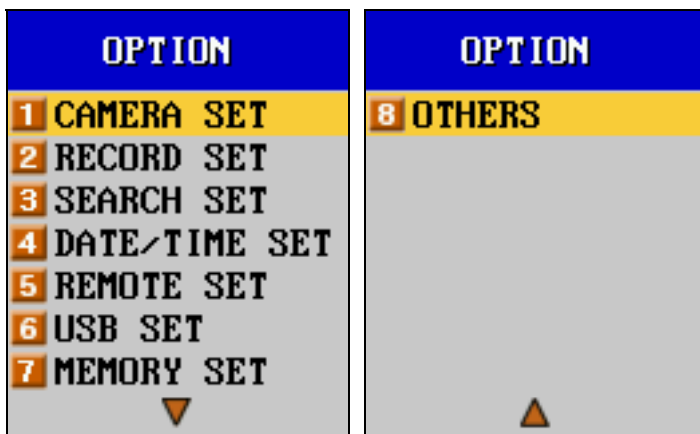 OPTION
1 CAMERA SET
2 RECORD SET
3 SEARCH SET
4 DATE/TIME SET
5 REMOTE SET
6 USB SET
7 MEMORY SET
OPTION
8 OTHERS